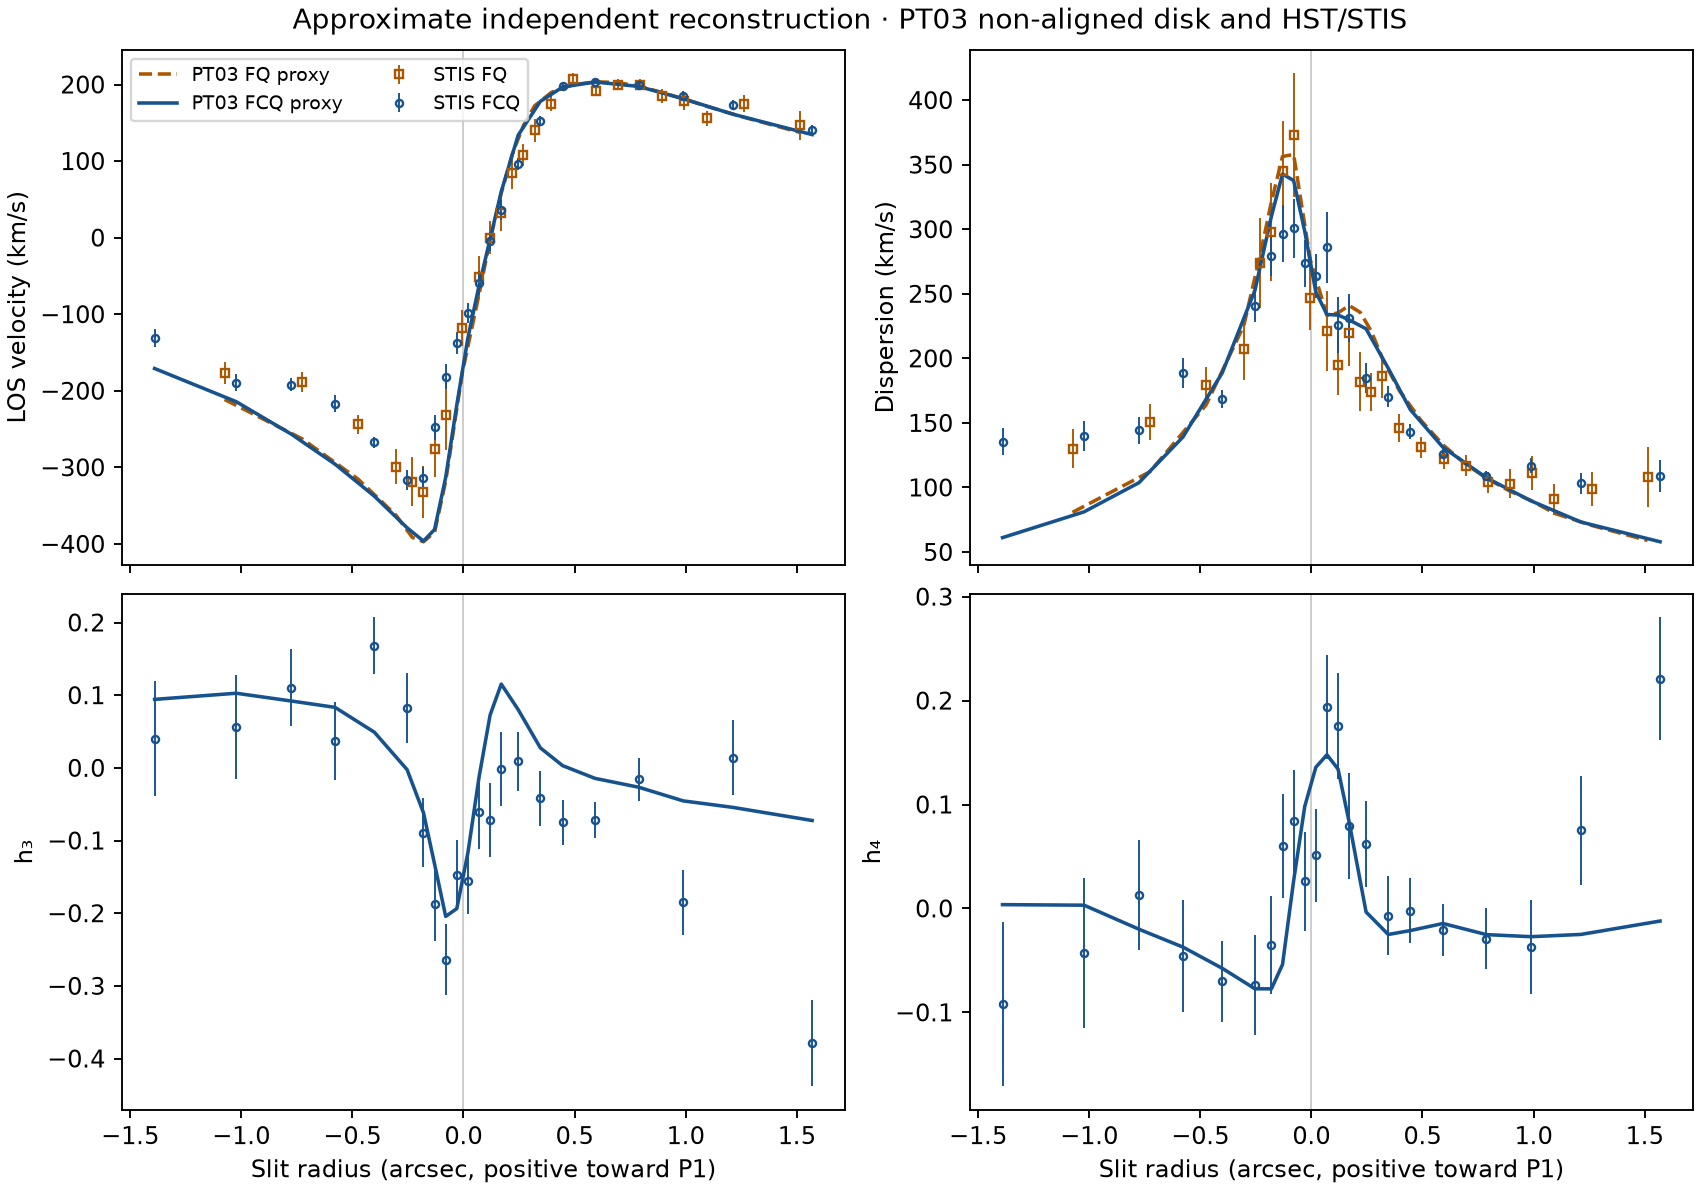 Approximate independent reconstruction · PT03 non-aligned disk and HST/STIS
PT03 FQ proxy
PT03 FCQ proxy
STIS FQ
STIS FCQ
LOS velocity (km/s)
200
100
0
−100
−200
−300
−400
Dispersion (km/s)
400
350
300
250
200
150
100
50
h₃
0.2
0.1
0.0
−0.1
−0.2
−0.3
−0.4
−1.5 −1.0 −0.5 0.0 0.5 1.0 1.5
Slit radius (arcsec, positive toward P1)
h₄
0.3
0.2
0.1
0.0
−0.1
−1.5 −1.0 −0.5 0.0 0.5 1.0 1.5
Slit radius (arcsec, positive toward P1)